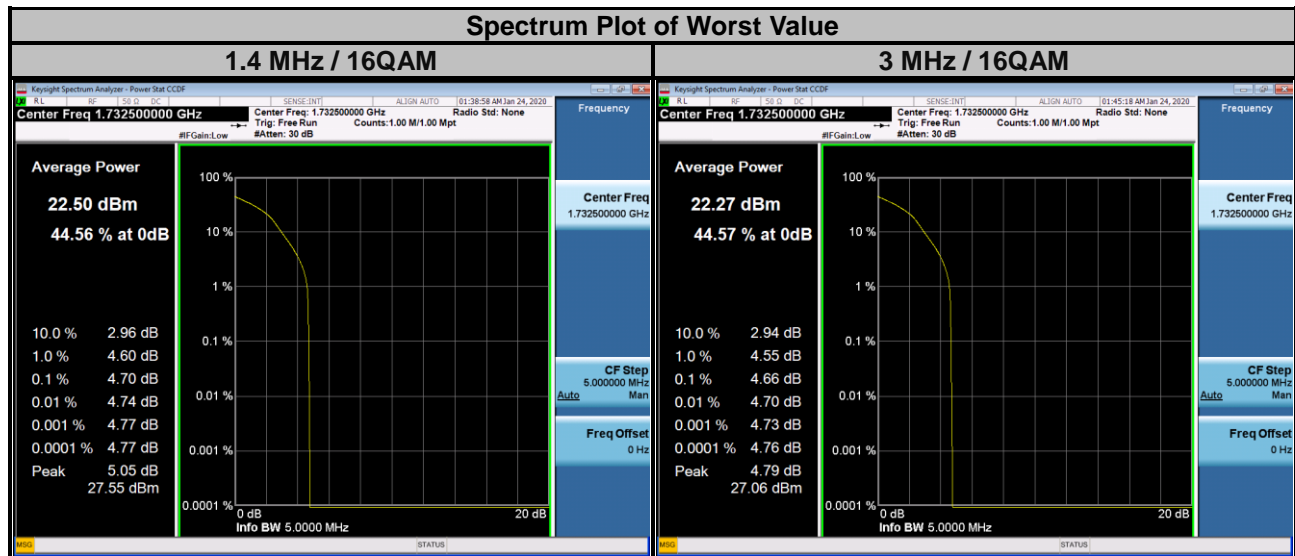 Spectrum Plot of Worst Value
1.4 MHz / 16QAM
3 MHz / 16QAM
Keysight Spectrum Analyzer - Power Stat CCDF
RL RF 50 Ω DC SENSE:INT ALIGN AUTO 01:38:58 AM Jan 24, 2020
Center Freq 1.732500000 GHz
Center Freq: 1.732500000 GHz Radio Std: None
Trig: Free Run Counts:1.00 M/1.00 Mpt
#IFGain:Low #Atten: 30 dB
Average Power
22.50 dBm
44.56 % at 0dB
10.0 % 2.96 dB
1.0 % 4.60 dB
0.1 % 4.70 dB
0.01 % 4.74 dB
0.001 % 4.77 dB
0.0001 % 4.77 dB
Peak 5.05 dB
27.55 dBm
100 %
10 %
1 %
0.1 %
0.01 %
0.001 %
0.0001 %
0 dB 20 dB
Info BW 5.0000 MHz
Frequency
Center Freq
1.732500000 GHz
CF Step
5.000000 MHz
Auto Man
Freq Offset
0 Hz
MSG STATUS
Keysight Spectrum Analyzer - Power Stat CCDF
RL RF 50 Ω DC SENSE:INT ALIGN AUTO 01:45:18 AM Jan 24, 2020
Center Freq 1.732500000 GHz
Center Freq: 1.732500000 GHz Radio Std: None
Trig: Free Run Counts:1.00 M/1.00 Mpt
#IFGain:Low #Atten: 30 dB
Average Power
22.27 dBm
44.57 % at 0dB
10.0 % 2.94 dB
1.0 % 4.55 dB
0.1 % 4.66 dB
0.01 % 4.70 dB
0.001 % 4.73 dB
0.0001 % 4.76 dB
Peak 4.79 dB
27.06 dBm
100 %
10 %
1 %
0.1 %
0.01 %
0.001 %
0.0001 %
0 dB 20 dB
Info BW 5.0000 MHz
Frequency
Center Freq
1.732500000 GHz
CF Step
5.000000 MHz
Auto Man
Freq Offset
0 Hz
MSG STATUS